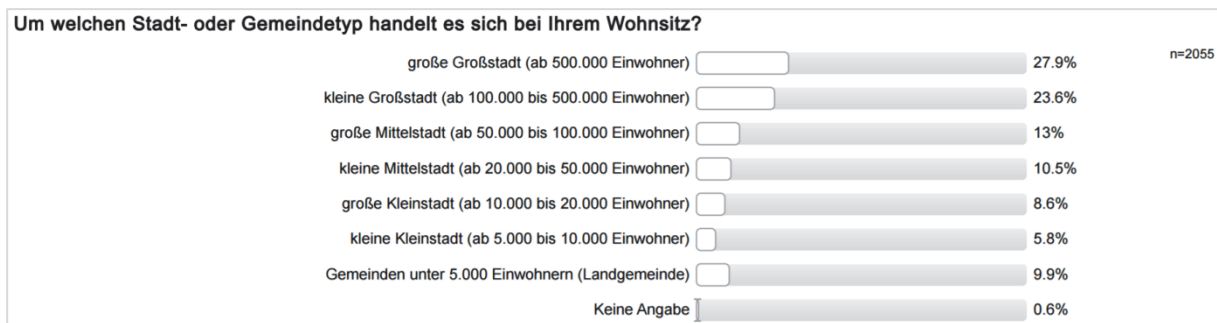 Um welchen Stadt- oder Gemeindetyp handelt es sich bei Ihrem Wohnsitz?
n=2055
große Großstadt (ab 500.000 Einwohner) 27.9%
kleine Großstadt (ab 100.000 bis 500.000 Einwohner) 23.6%
große Mittelstadt (ab 50.000 bis 100.000 Einwohner) 13%
kleine Mittelstadt (ab 20.000 bis 50.000 Einwohner) 10.5%
große Kleinstadt (ab 10.000 bis 20.000 Einwohner) 8.6%
kleine Kleinstadt (ab 5.000 bis 10.000 Einwohner) 5.8%
Gemeinden unter 5.000 Einwohnern (Landgemeinde) 9.9%
Keine Angabe 0.6%